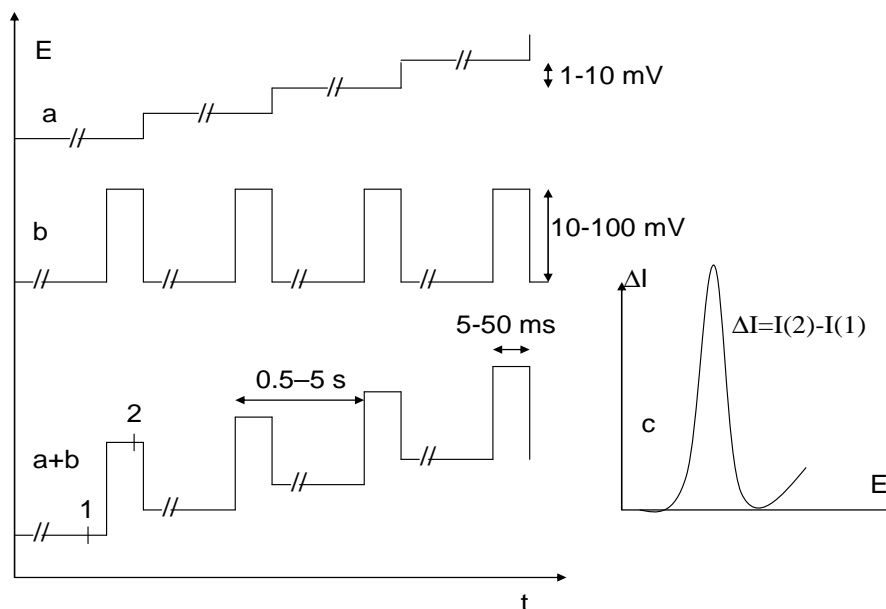 E
1-10 mV
a
b
10-100 mV
ΔI
5-50 ms
ΔI=I(2)-I(1)
0.5–5 s
2
c
a+b
E
1
t